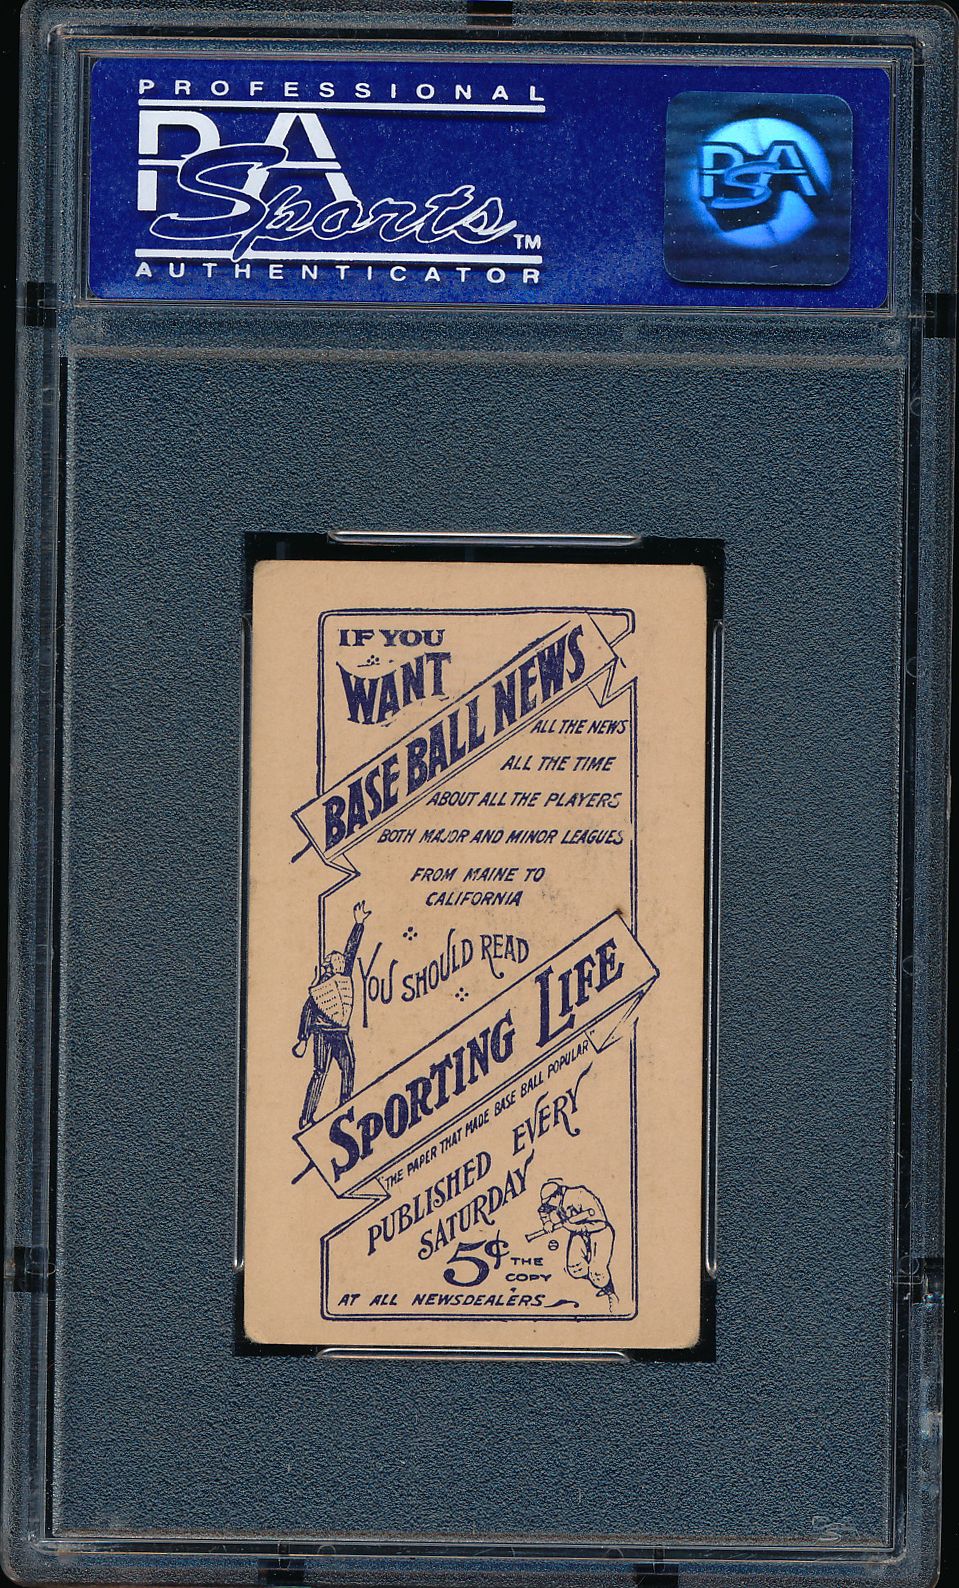 PROFESSIONAL
PSA
Sports™
AUTHENTICATOR
PSA
IF YOU
WANT
BASE BALL NEWS
ALL THE NEWS
ALL THE TIME
ABOUT ALL THE PLAYERS
BOTH MAJOR AND MINOR LEAGUES
FROM MAINE TO
CALIFORNIA
YOU SHOULD READ
SPORTING LIFE
"THE PAPER THAT MADE BASE BALL POPULAR"
PUBLISHED EVERY
SATURDAY
5¢ THE
COPY
AT ALL NEWSDEALERS